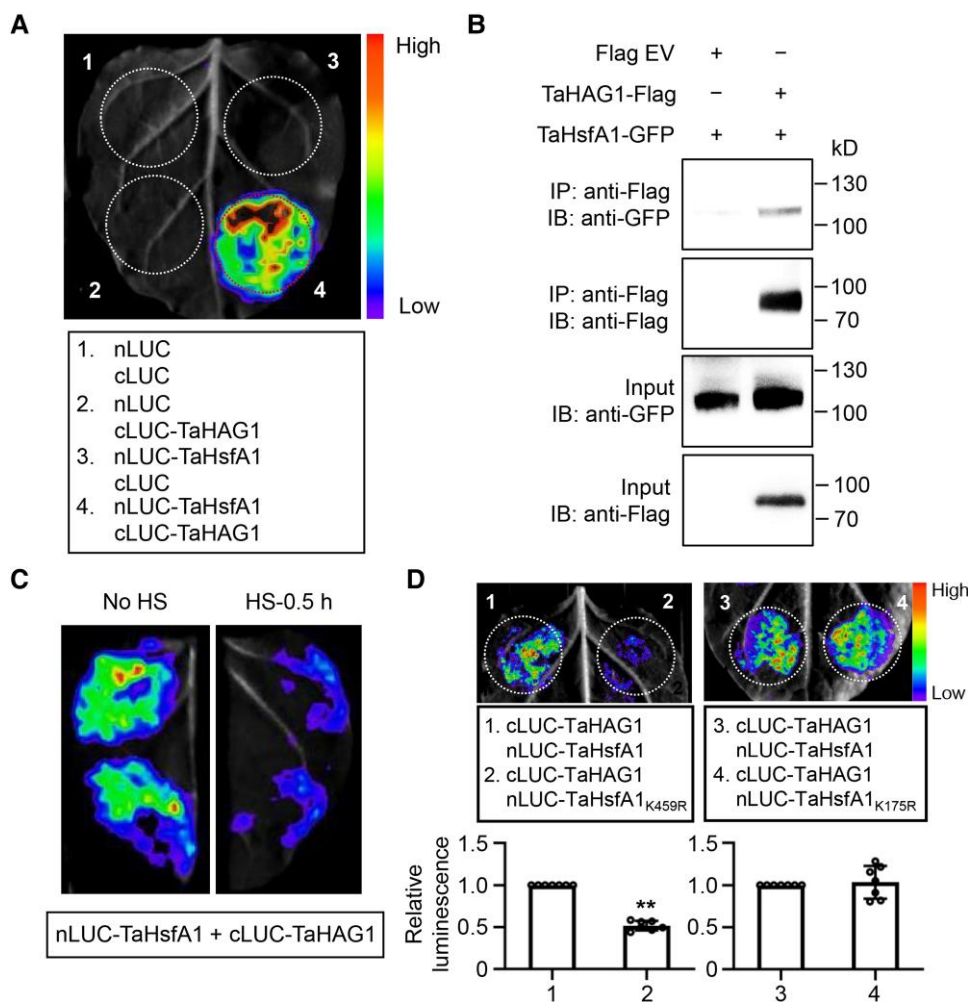 A
1
3
High
2
4
Low
1. nLUC
cLUC
2. nLUC
cLUC-TaHAG1
3. nLUC-TaHsfA1
cLUC
4. nLUC-TaHsfA1
cLUC-TaHAG1
B
Flag EV + –
TaHAG1-Flag – +
TaHsfA1-GFP + +
kD
IP: anti-Flag
IB: anti-GFP
130
100
IP: anti-Flag
IB: anti-Flag
100
70
Input
IB: anti-GFP
130
100
Input
IB: anti-Flag
100
70
C
No HS HS-0.5 h
nLUC-TaHsfA1 + cLUC-TaHAG1
D
1 2
2
3 4
High
Low
1. cLUC-TaHAG1
nLUC-TaHsfA1
2. cLUC-TaHAG1
nLUC-TaHsfA1K459R
3. cLUC-TaHAG1
nLUC-TaHsfA1
4. cLUC-TaHAG1
nLUC-TaHsfA1K175R
Relative
luminescence
1.5
1.0
0.5
0
**
1 2
1.5
1.0
0.5
0
3 4